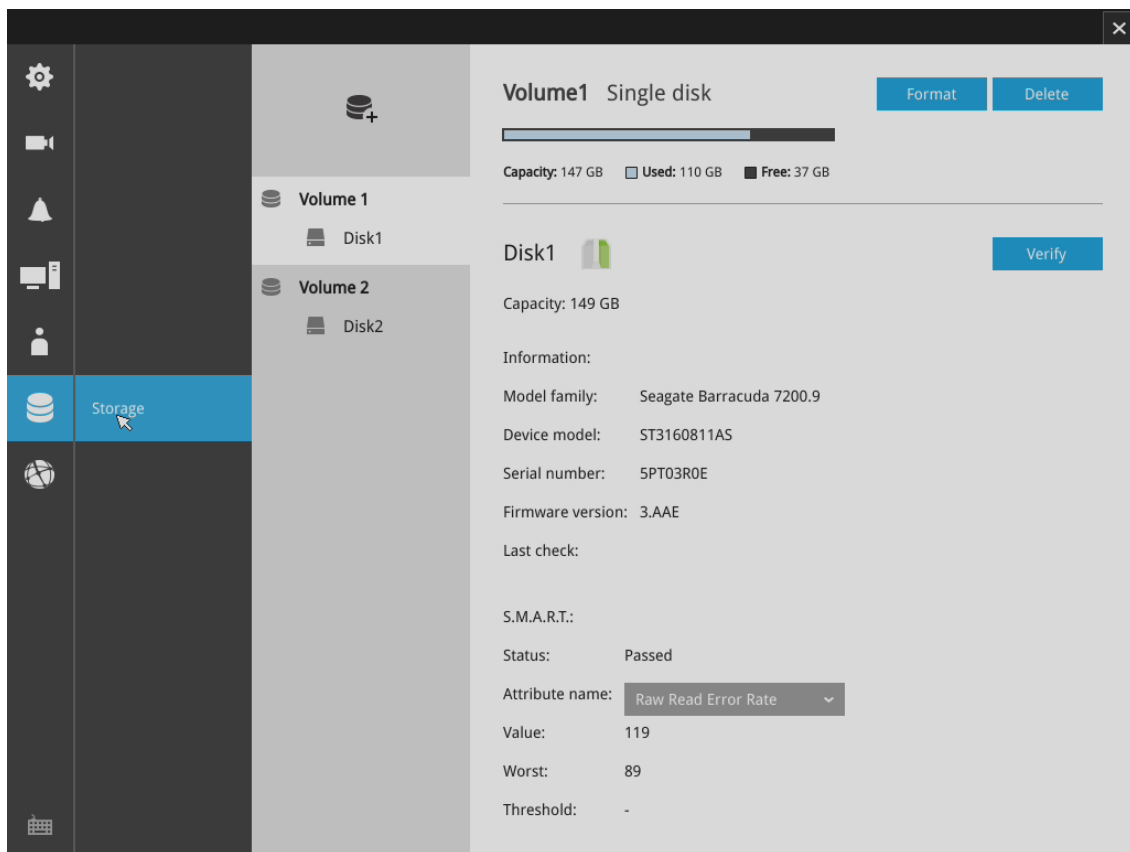 Storage
Volume 1
Disk1
Volume 2
Disk2
Volume1 Single disk
Format
Delete
Capacity: 147 GB Used: 110 GB Free: 37 GB
Disk1
Verify
Capacity: 149 GB
Information:
Model family: Seagate Barracuda 7200.9
Device model: ST3160811AS
Serial number: 5PT03R0E
Firmware version: 3.AAE
Last check:
S.M.A.R.T.:
Status: Passed
Attribute name: Raw Read Error Rate
Value: 119
Worst: 89
Threshold: -